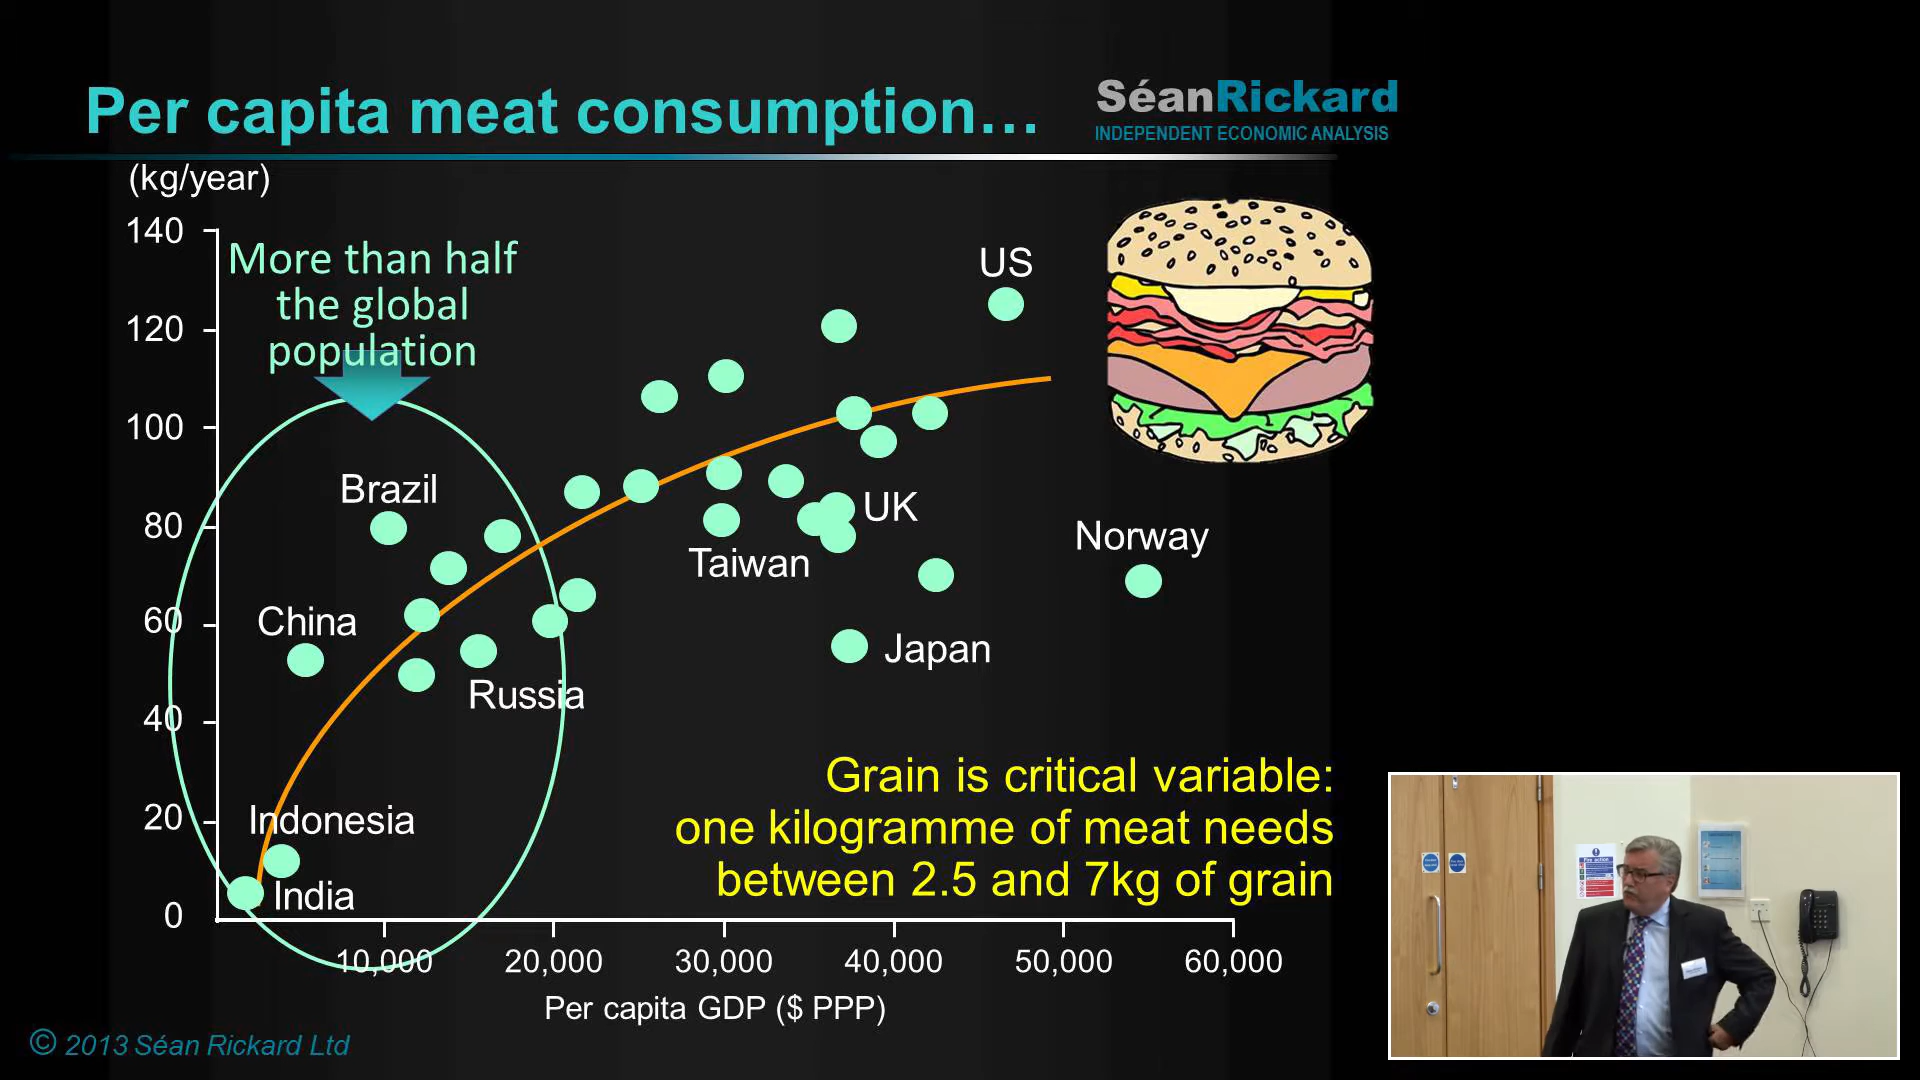 Per capita meat consumption…
SéanRickard
INDEPENDENT ECONOMIC ANALYSIS
(kg/year)
140
120
100
80
60
40
20
0
More than half
the global
population
US
Brazil
UK
Norway
Taiwan
China
Japan
Russia
Indonesia
India
Grain is critical variable:
one kilogramme of meat needs
between 2.5 and 7kg of grain
10,000 20,000 30,000 40,000 50,000 60,000
Per capita GDP ($ PPP)
© 2013 Séan Rickard Ltd
Fire action